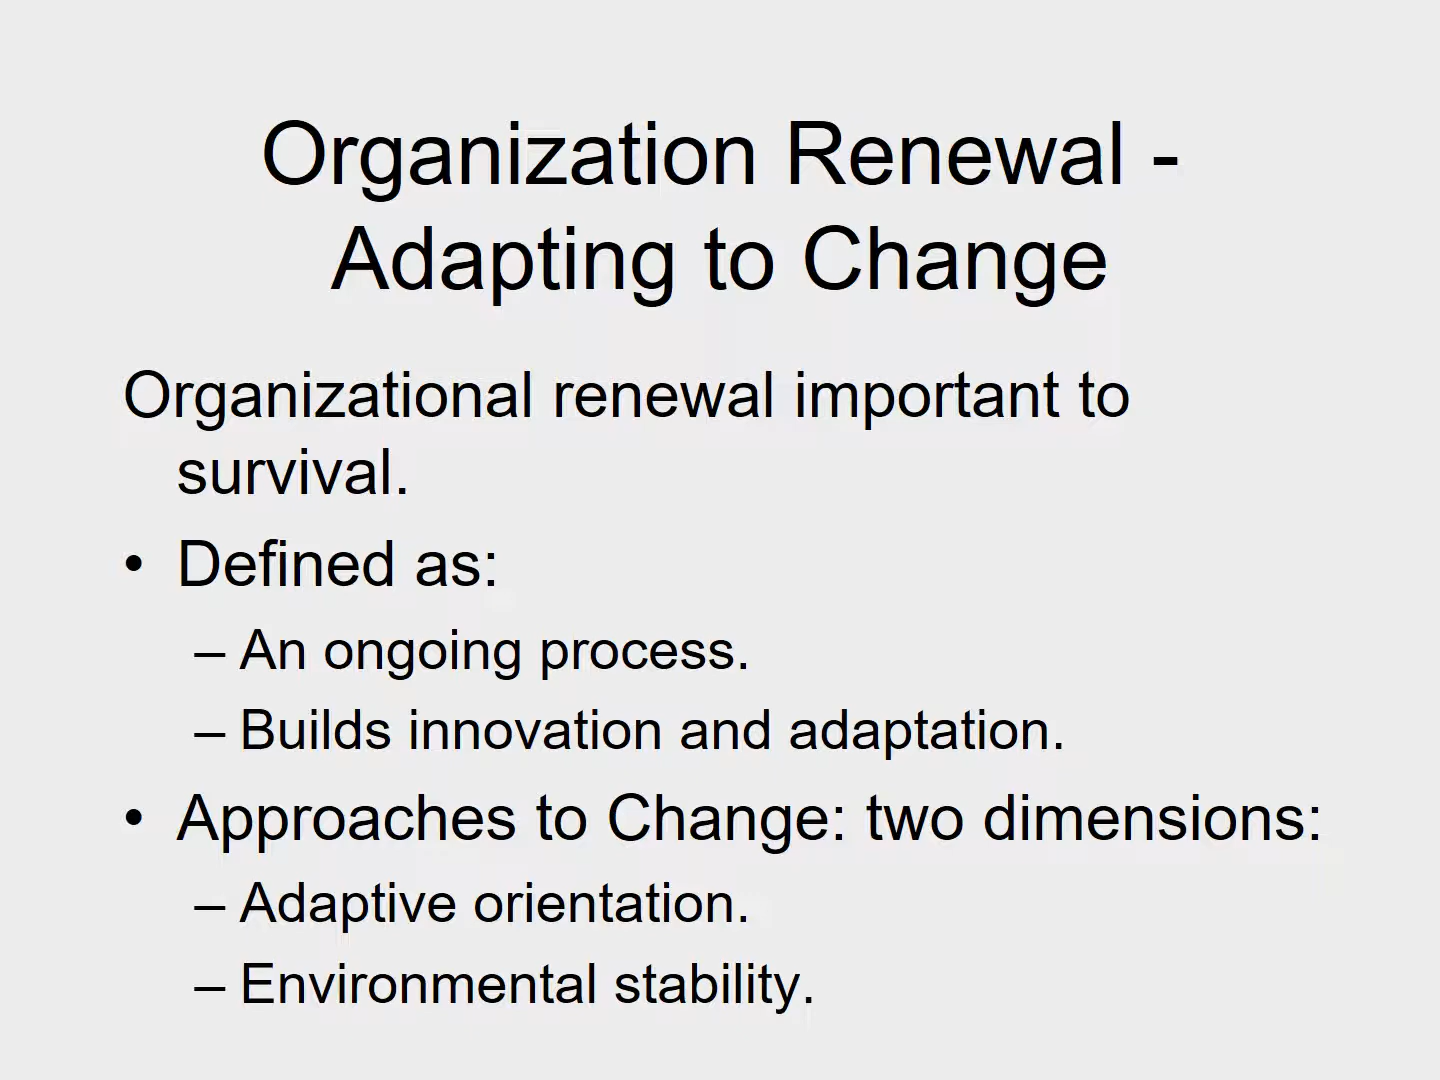 Organization Renewal -
Adapting to Change
Organizational renewal important to
survival.
• Defined as:
– An ongoing process.
– Builds innovation and adaptation.
• Approaches to Change: two dimensions:
– Adaptive orientation.
– Environmental stability.